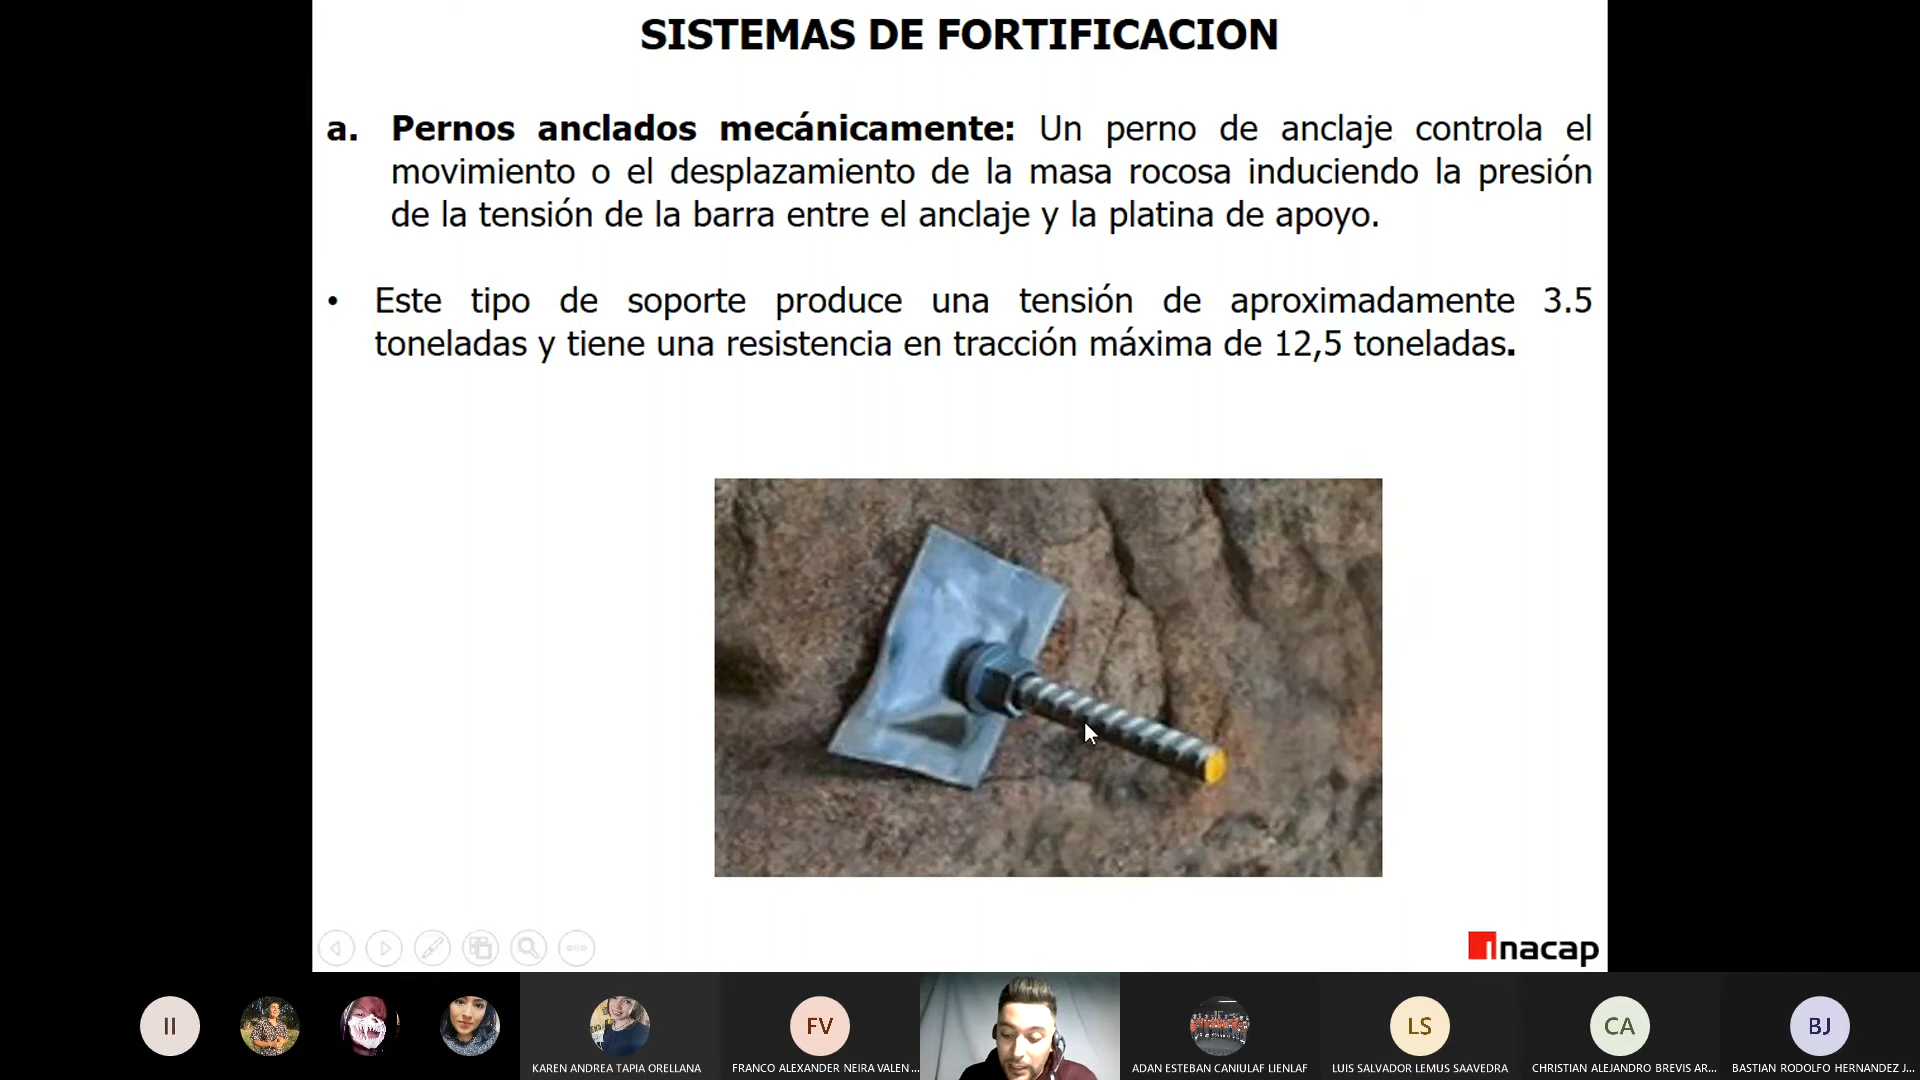 SISTEMAS DE FORTIFICACION
a. Pernos anclados mecánicamente: Un perno de anclaje controla el
movimiento o el desplazamiento de la masa rocosa induciendo la presión
de la tensión de la barra entre el anclaje y la platina de apoyo.
• Este tipo de soporte produce una tensión de aproximadamente 3.5
toneladas y tiene una resistencia en tracción máxima de 12,5 toneladas.
inacap
II
FV
LS
CA
BJ
KAREN ANDREA TAPIA ORELLANA
FRANCO ALEXANDER NEIRA VALEN...
ADAN ESTEBAN CANIULAF LIENLAF
LUIS SALVADOR LEMUS SAAVEDRA
CHRISTIAN ALEJANDRO BREVIS AR...
BASTIAN RODOLFO HERNANDEZ J...